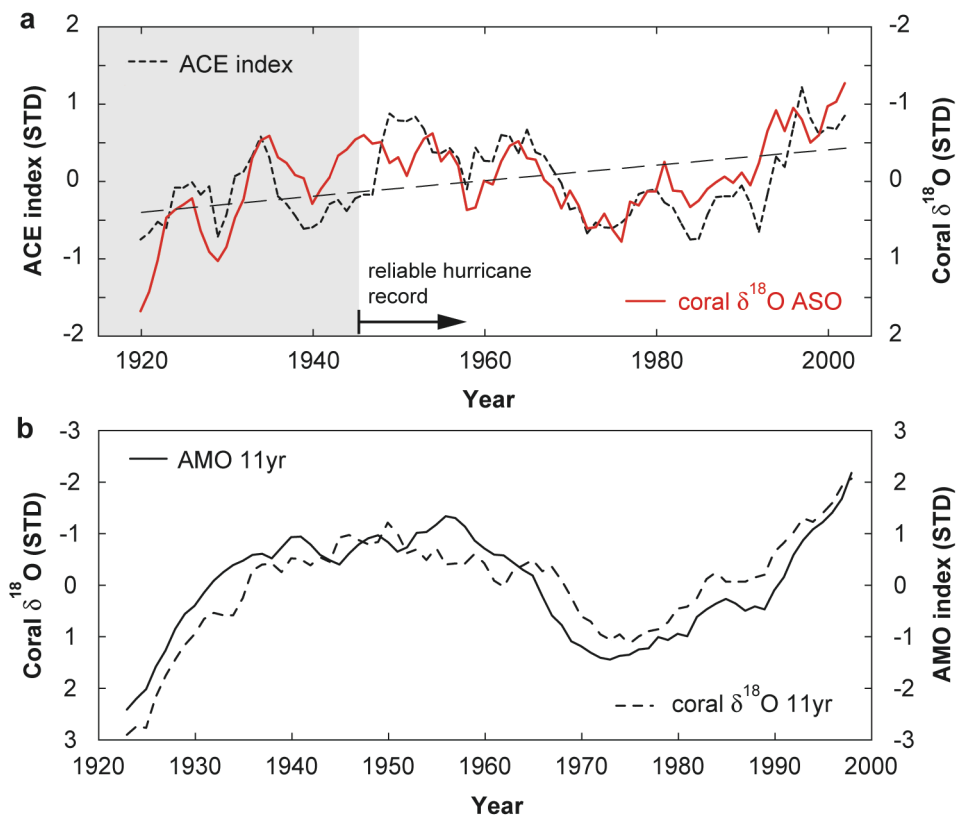 a
2
1
0
-1
-2
ACE index (STD)
-2
-1
0
1
2
Coral δ18O (STD)
ACE index
reliable hurricane
record
coral δ18O ASO
1920 1940 1960 1980 2000
Year
b
-3
-2
-1
0
1
2
3
Coral δ18O (STD)
3
2
1
0
-1
-2
-3
AMO index (STD)
AMO 11yr
coral δ18O 11yr
1920 1930 1940 1950 1960 1970 1980 1990 2000
Year